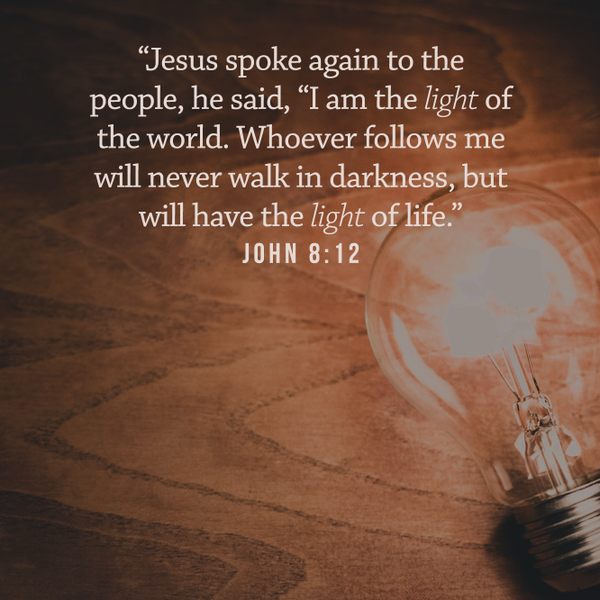 “Jesus spoke again to the
people, he said, “I am the light of
the world. Whoever follows me
will never walk in darkness, but
will have the light of life.”
JOHN 8:12